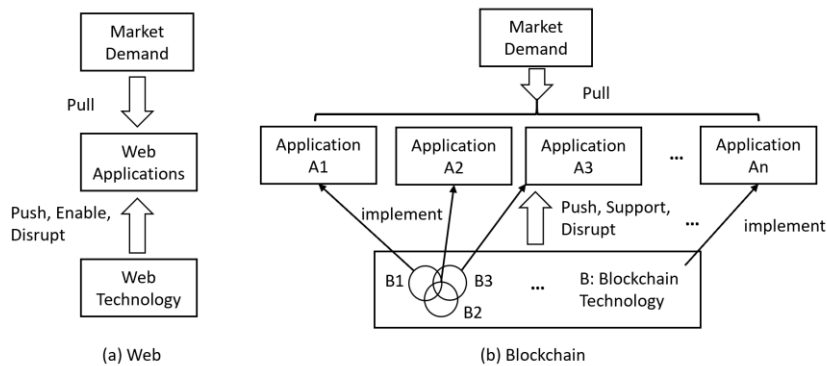 Market
Demand
Pull
Web
Applications
Push, Enable,
Disrupt
Web
Technology
(a) Web
Market
Demand
Pull
Application
A1
Application
A2
Application
A3
...
Application
An
implement
Push, Support,
Disrupt
...
implement
B1
B3
B2
...
B: Blockchain
Technology
(b) Blockchain